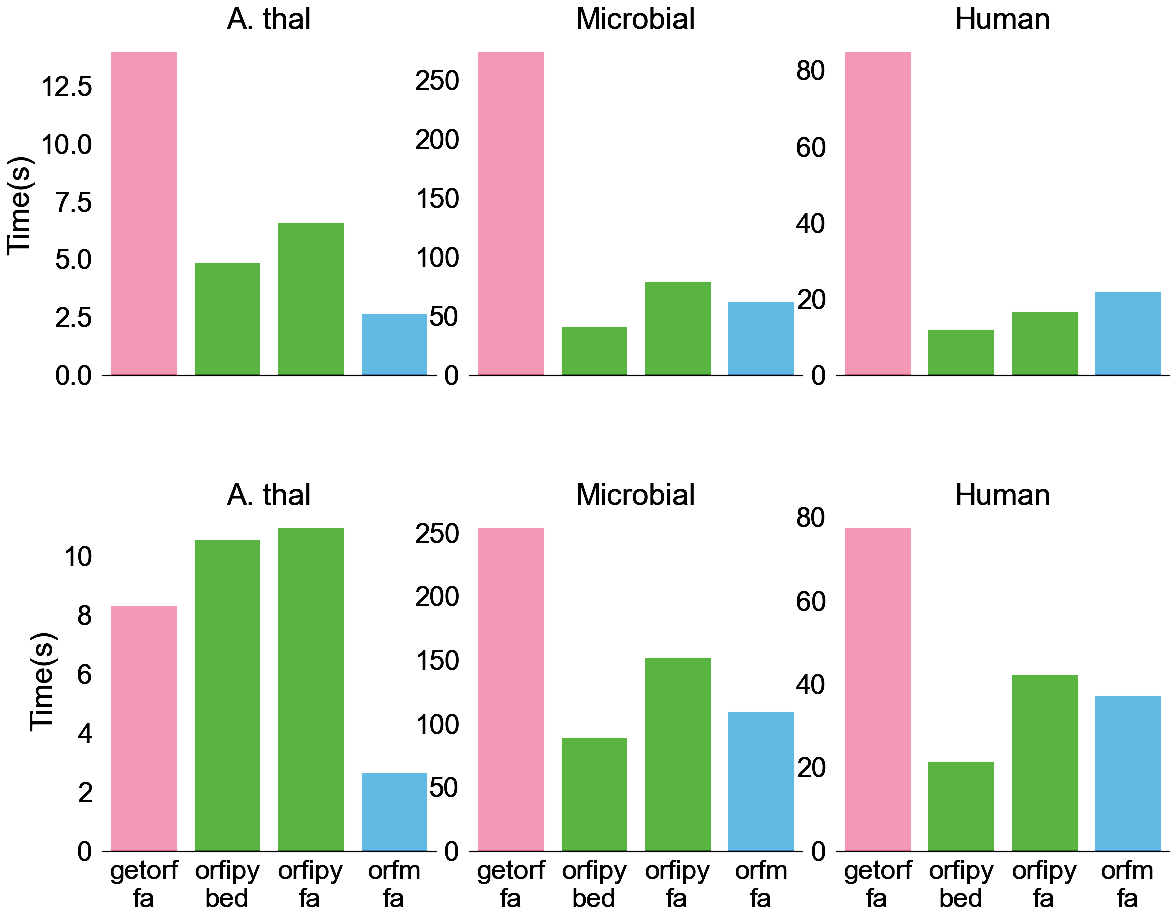 A. thal
Microbial
Human
Time(s)
12.5
10.0
7.5
5.0
2.5
0.0
250
200
150
100
50
0
80
60
40
20
0
A. thal
Microbial
Human
Time(s)
10
8
6
4
2
0
250
200
150
100
50
0
80
60
40
20
0
getorf
fa
orfipy
bed
orfipy
fa
orfm
fa
getorf
fa
orfipy
bed
orfipy
fa
orfm
fa
getorf
fa
orfipy
bed
orfipy
fa
orfm
fa